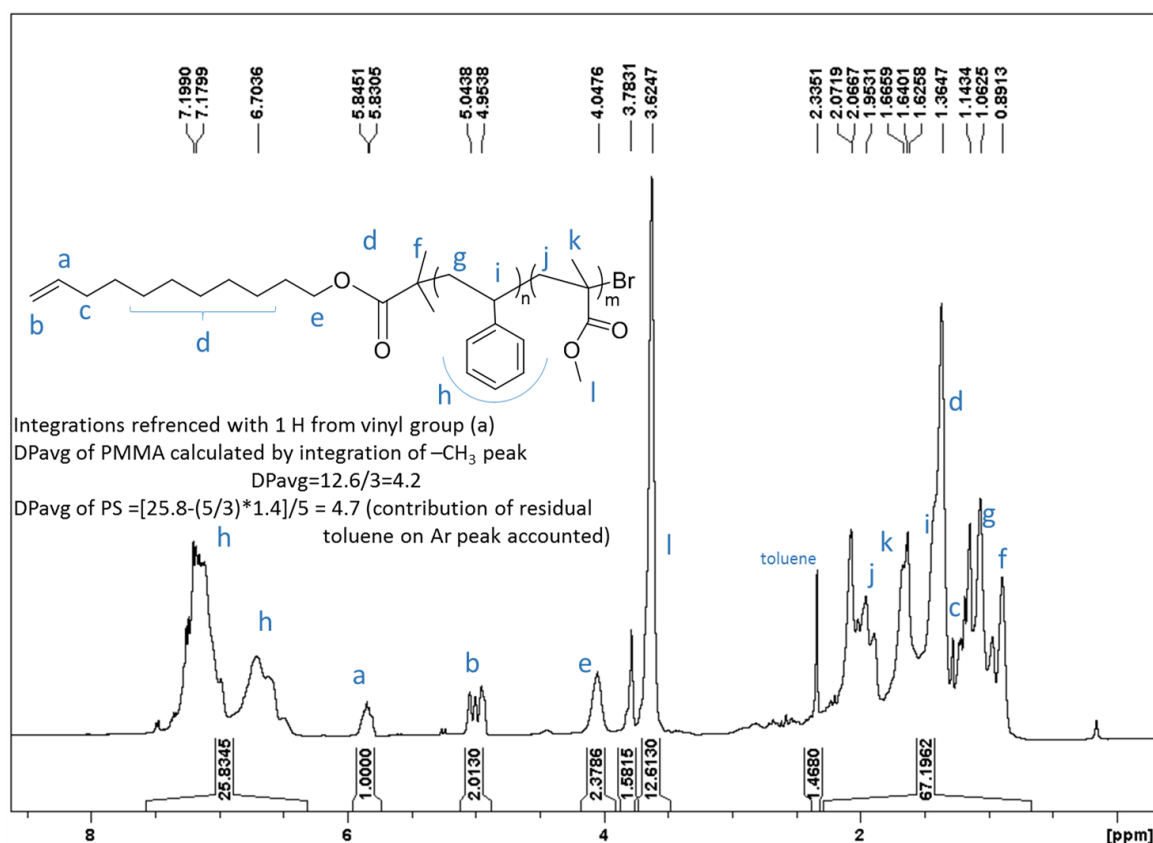 7.1990
7.1799
6.7036
5.8451
5.8305
5.0438
4.9538
4.0476
3.7831
3.6247
2.3351
2.0719
2.0667
1.9531
1.6659
1.6401
1.6258
1.3647
1.1434
1.0625
0.8913
a
b
c
d
e
d
O
O
f
g
i
n
j
k
m
Br
O
O
h
l
Integrations refrenced with 1 H from vinyl group (a)
DPavg of PMMA calculated by integration of –CH₃ peak
DPavg=12.6/3=4.2
DPavg of PS =[25.8-(5/3)*1.4]/5 = 4.7 (contribution of residual
toluene on Ar peak accounted)
h
h
a
b
e
l
toluene
j
k
i
d
c
g
f
25.8345
1.0000
2.0130
2.3786
1.5815
12.6130
1.4680
67.1962
8
6
4
2
[ppm]